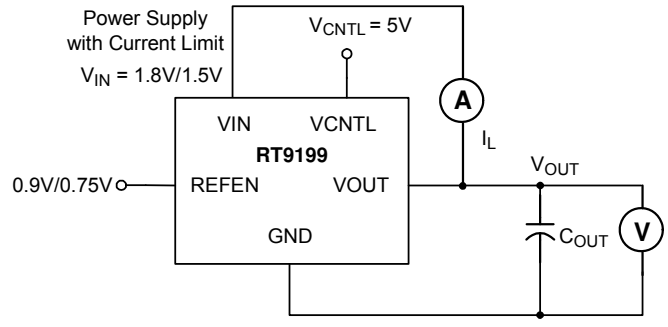 Power Supply
with Current Limit
V_IN = 1.8V/1.5V
V_CNTL = 5V
A
I_L
VIN
VCNTL
RT9199
0.9V/0.75V
REFEN
VOUT
V_OUT
GND
C_OUT
V